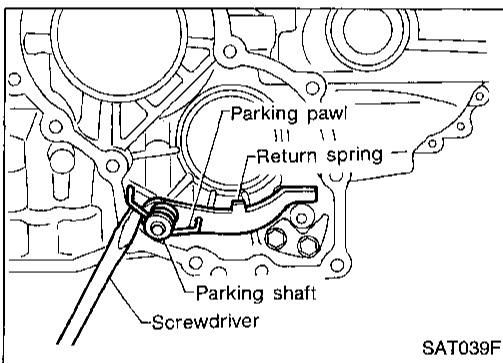 Parking pawl
Return spring
Parking shaft
Screwdriver
SAT039F